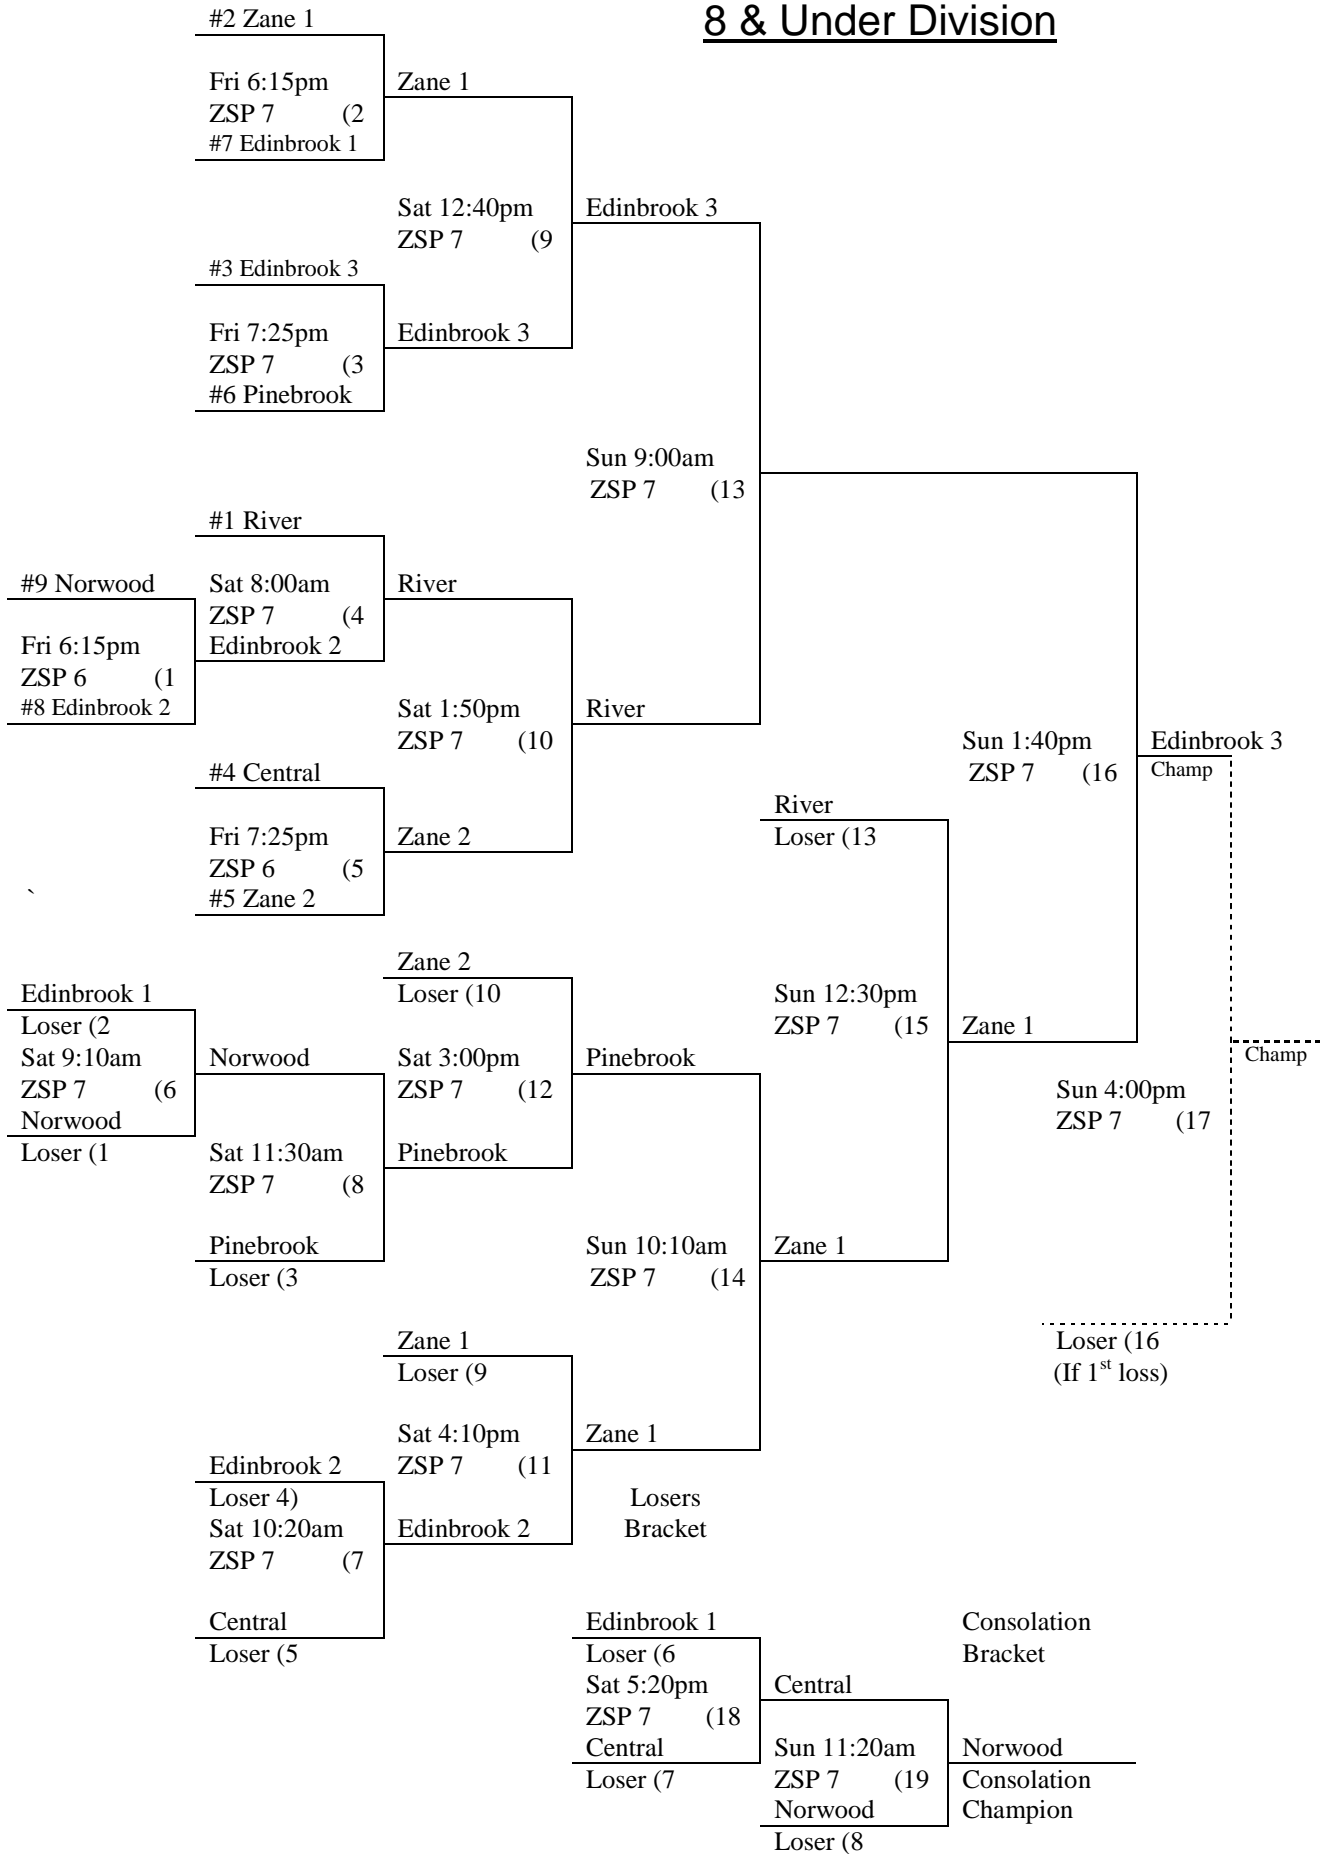 8 & Under Division
#2 Zane 1
Fri 6:15pm
ZSP 7 (2
#7 Edinbrook 1
Zane 1
Sat 12:40pm
ZSP 7 (9
Edinbrook 3
#3 Edinbrook 3
Fri 7:25pm
ZSP 7 (3
#6 Pinebrook
Edinbrook 3
Sun 9:00am
ZSP 7 (13
#1 River
Sat 8:00am
ZSP 7 (4
Edinbrook 2
#9 Norwood
Fri 6:15pm
ZSP 6 (1
#8 Edinbrook 2
River
Sat 1:50pm
ZSP 7 (10
River
#4 Central
Fri 7:25pm
ZSP 6 (5
#5 Zane 2
Zane 2
Sun 1:40pm
ZSP 7 (16
Edinbrook 3
Champ
River
Loser (13
`
Zane 2
Loser (10
Edinbrook 1
Loser (2
Sat 9:10am
ZSP 7 (6
Norwood
Loser (1
Norwood
Sat 11:30am
ZSP 7 (8
Pinebrook
Loser (3
Sat 3:00pm
ZSP 7 (12
Pinebrook
Pinebrook
Sun 12:30pm
ZSP 7 (15
Zane 1
Champ
Sun 4:00pm
ZSP 7 (17
Sun 10:10am
ZSP 7 (14
Zane 1
Loser (16
(If 1st loss)
Zane 1
Loser (9
Sat 4:10pm
ZSP 7 (11
Zane 1
Edinbrook 2
Loser 4)
Sat 10:20am
ZSP 7 (7
Central
Loser (5
Edinbrook 2
Losers
Bracket
Edinbrook 1
Loser (6
Sat 5:20pm
ZSP 7 (18
Central
Loser (7
Consolation
Bracket
Central
Sun 11:20am
ZSP 7 (19
Norwood
Loser (8
Norwood
Consolation
Champion